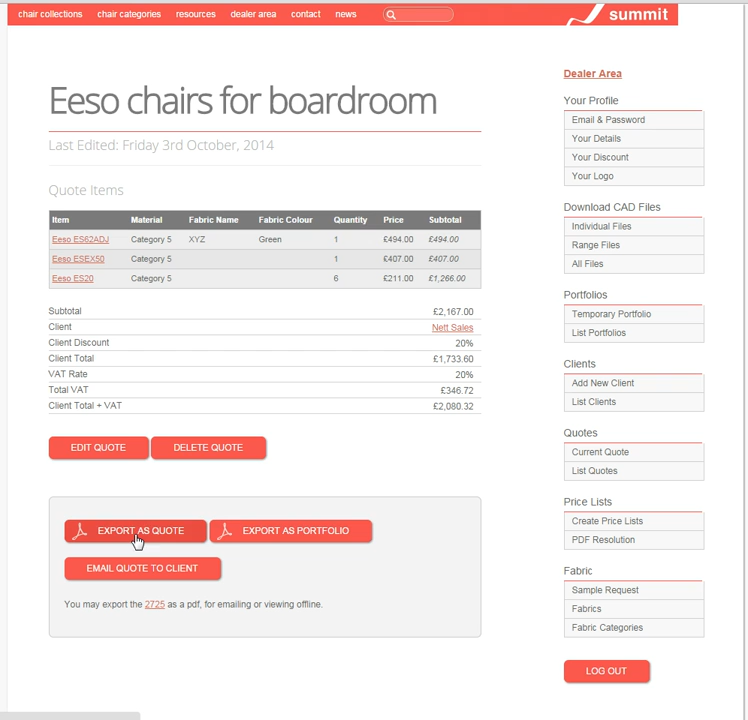 chair collections chair categories resources dealer area contact news summit
Dealer Area
Eeso chairs for boardroom
Last Edited: Friday 3rd October, 2014
Quote Items
Item Material Fabric Name Fabric Colour Quantity Price Subtotal
Eeso ES62ADJ Category 5 XYZ Green 1 £494.00 £494.00
Eeso ESEX50 Category 5 1 £407.00 £407.00
Eeso ES20 Category 5 6 £211.00 £1,266.00
Subtotal £2,167.00
Client Nett Sales
Client Discount 20%
Client Total £1,733.60
VAT Rate 20%
Total VAT £346.72
Client Total + VAT £2,080.32
EDIT QUOTE DELETE QUOTE
EXPORT AS QUOTE EXPORT AS PORTFOLIO
EMAIL QUOTE TO CLIENT
You may export the 2725 as a pdf, for emailing or viewing offline.
Your Profile
Email & Password
Your Details
Your Discount
Your Logo
Download CAD Files
Individual Files
Range Files
All Files
Portfolios
Temporary Portfolio
List Portfolios
Clients
Add New Client
List Clients
Quotes
Current Quote
List Quotes
Price Lists
Create Price Lists
PDF Resolution
Fabric
Sample Request
Fabrics
Fabric Categories
LOG OUT